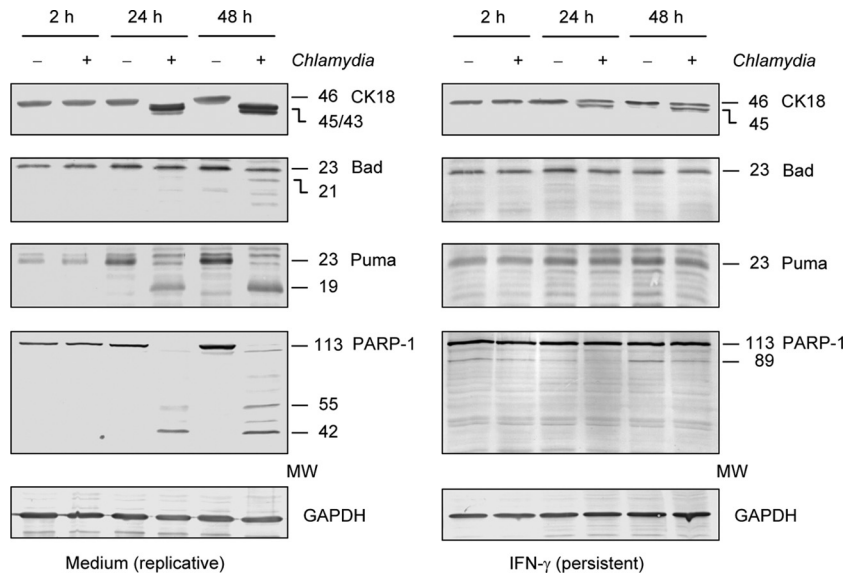 2 h 24 h 48 h
– + – + – + Chlamydia
46 CK18
45/43
23 Bad
21
23 Puma
19
113 PARP-1
55
42
MW
GAPDH
Medium (replicative)
2 h 24 h 48 h
– + – + – + Chlamydia
46 CK18
45
23 Bad
23 Puma
113 PARP-1
89
MW
GAPDH
IFN-γ (persistent)